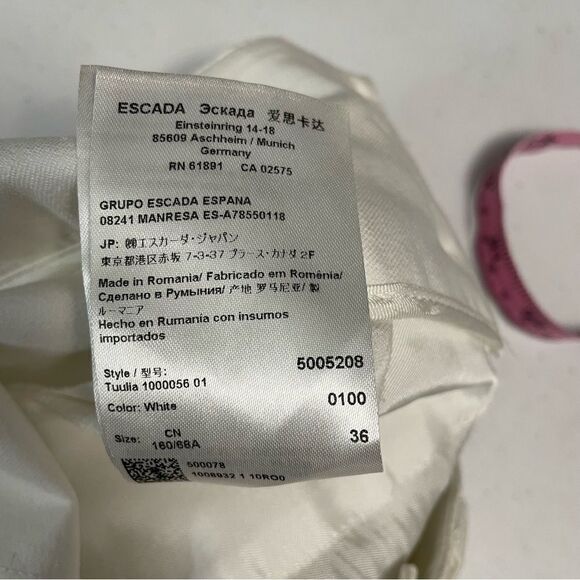 ESCADA Эскада 爱思卡达
Einsteinring 14-18
85609 Aschheim / Munich
Germany
RN 61891 CA 02575
GRUPO ESCADA ESPANA
08241 MANRESA ES-A78550118
JP: ㈱エスカーダ・ジャパン
東京都港区赤坂 7-3-37 プラース・カナダ 2F
Made in Romania/ Fabricado em Romênia/
Сделано в Румыния/ 产地 罗马尼亚/ 製
ルーマニア
Hecho en Rumania con insumos
importados
Style / 型号: 5005208
Tuulia 1000056 01
Color: White 0100
Size: CN 36
160/68A
500078
1008932 1 10RO0